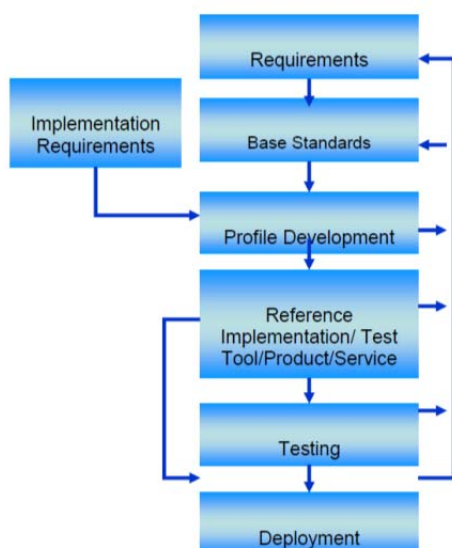 Requirements
Implementation
Requirements
Base Standards
Profile Development
Reference
Implementation/ Test
Tool/Product/Service
Testing
Deployment